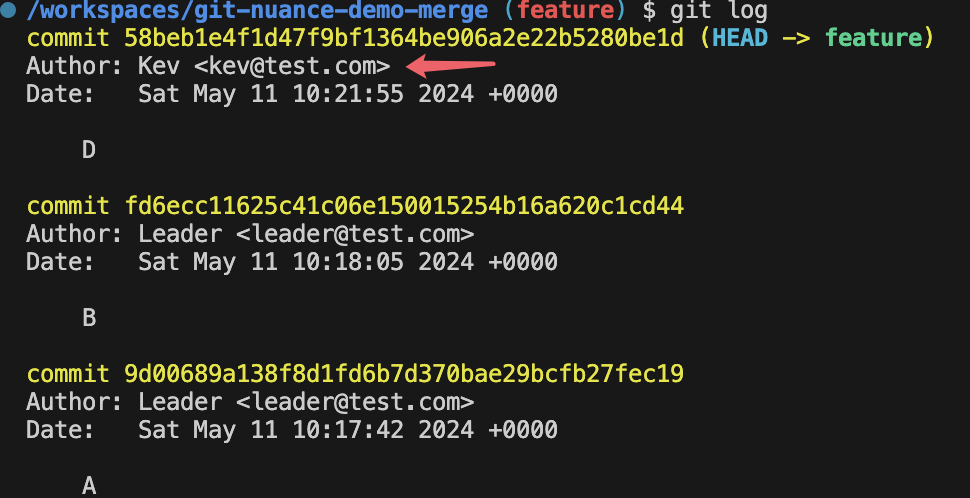 /workspaces/git-nuance-demo-merge (feature) $ git log
commit 58beb1e4f1d47f9bf1364be906a2e22b5280be1d (HEAD -> feature)
Author: Kev <kev@test.com>
Date:   Sat May 11 10:21:55 2024 +0000
D
commit fd6ecc11625c41c06e150015254b16a620c1cd44
Author: Leader <leader@test.com>
Date:   Sat May 11 10:18:05 2024 +0000
B
commit 9d00689a138f8d1fd6b7d370bae29bcfb27fec19
Author: Leader <leader@test.com>
Date:   Sat May 11 10:17:42 2024 +0000
A